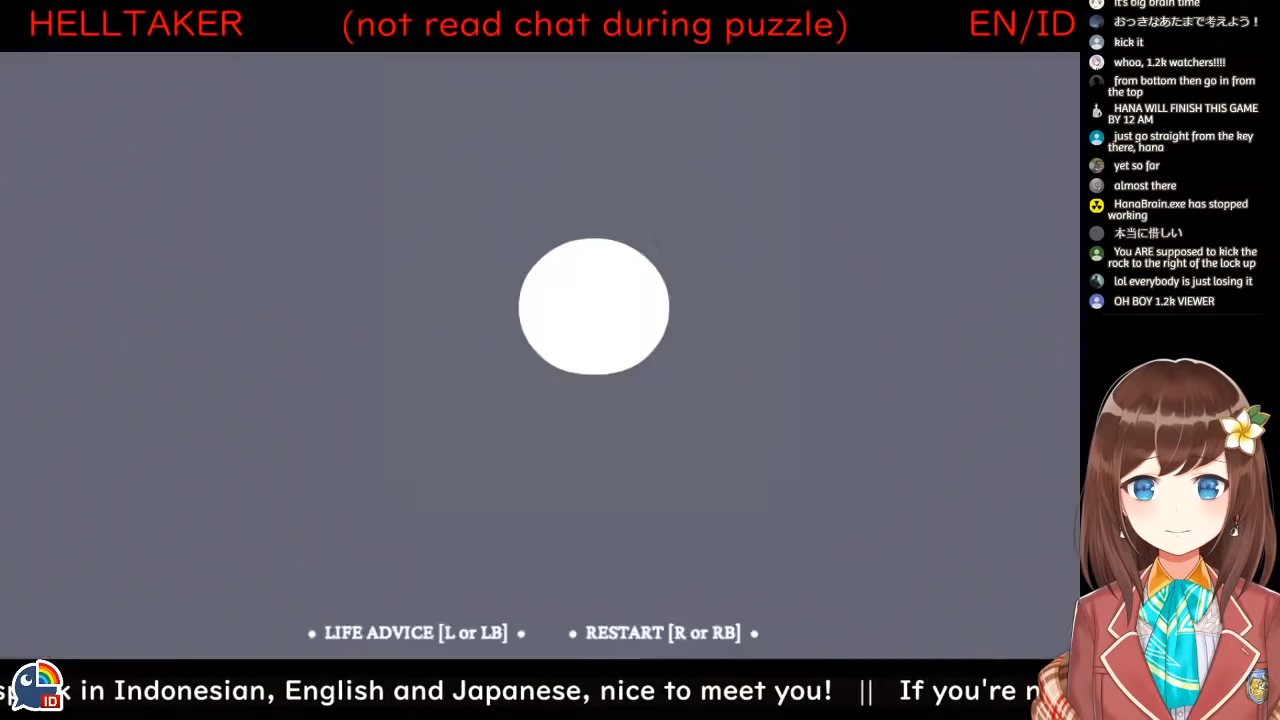 HELLTAKER
(not read chat during puzzle)
EN/ID
it's big brain time
おっきなあたまで考えよう！
kick it
whoa, 1.2k watchers!!!!
from bottom then go in from
the top
HANA WILL FINISH THIS GAME
BY 12 AM
just go straight from the key
there, hana
yet so far
almost there
HanaBrain.exe has stopped
working
本当に惜しい
You ARE supposed to kick the
rock to the right of the lock up
lol everybody is just losing it
OH BOY 1.2K VIEWER
• LIFE ADVICE [L or LB] •
• RESTART [R or RB] •
in Indonesian, English and Japanese, nice to meet you! || If you're
ID